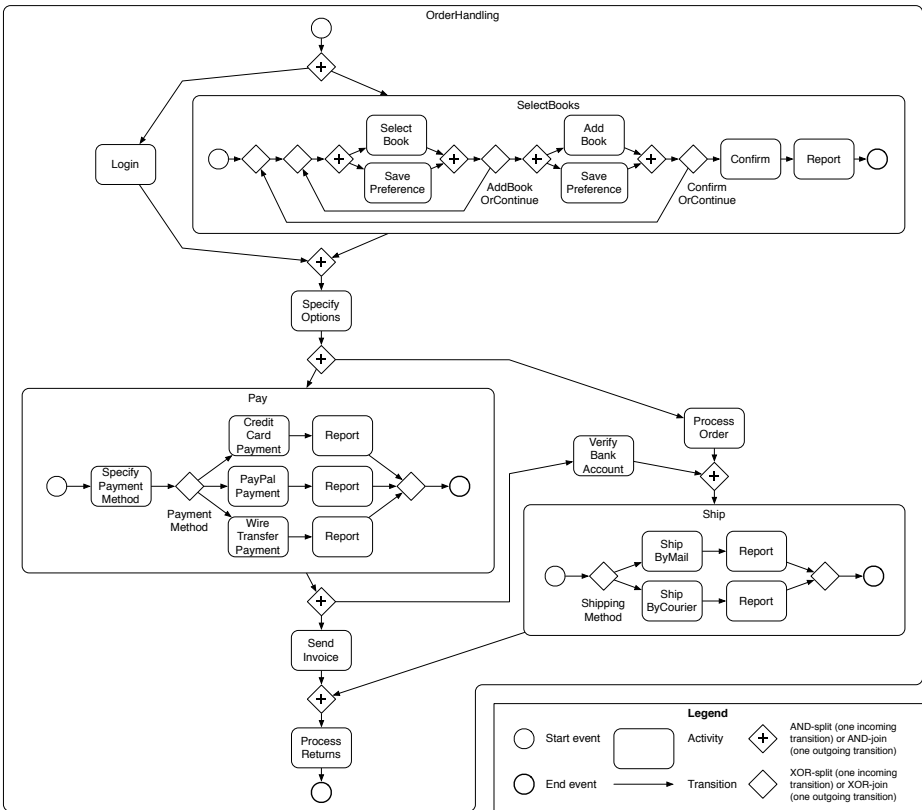 OrderHandling
SelectBooks
Select
Book
Add
Book
Login
Confirm
Report
Save
Preference
AddBook
OrContinue
Save
Preference
Confirm
OrContinue
Specify
Options
Pay
Credit
Card
Payment
Report
Process
Order
Verify
Bank
Account
Specify
Payment
Method
PayPal
Payment
Report
Payment
Method
Wire
Transfer
Payment
Report
Ship
Ship
ByMail
Report
Shipping
Method
Ship
ByCourier
Report
Send
Invoice
Process
Returns
Legend
Start event
Activity
AND-split (one incoming
transition) or AND-join
(one outgoing transition)
End event
Transition
XOR-split (one incoming
transition) or XOR-join
(one outgoing transition)